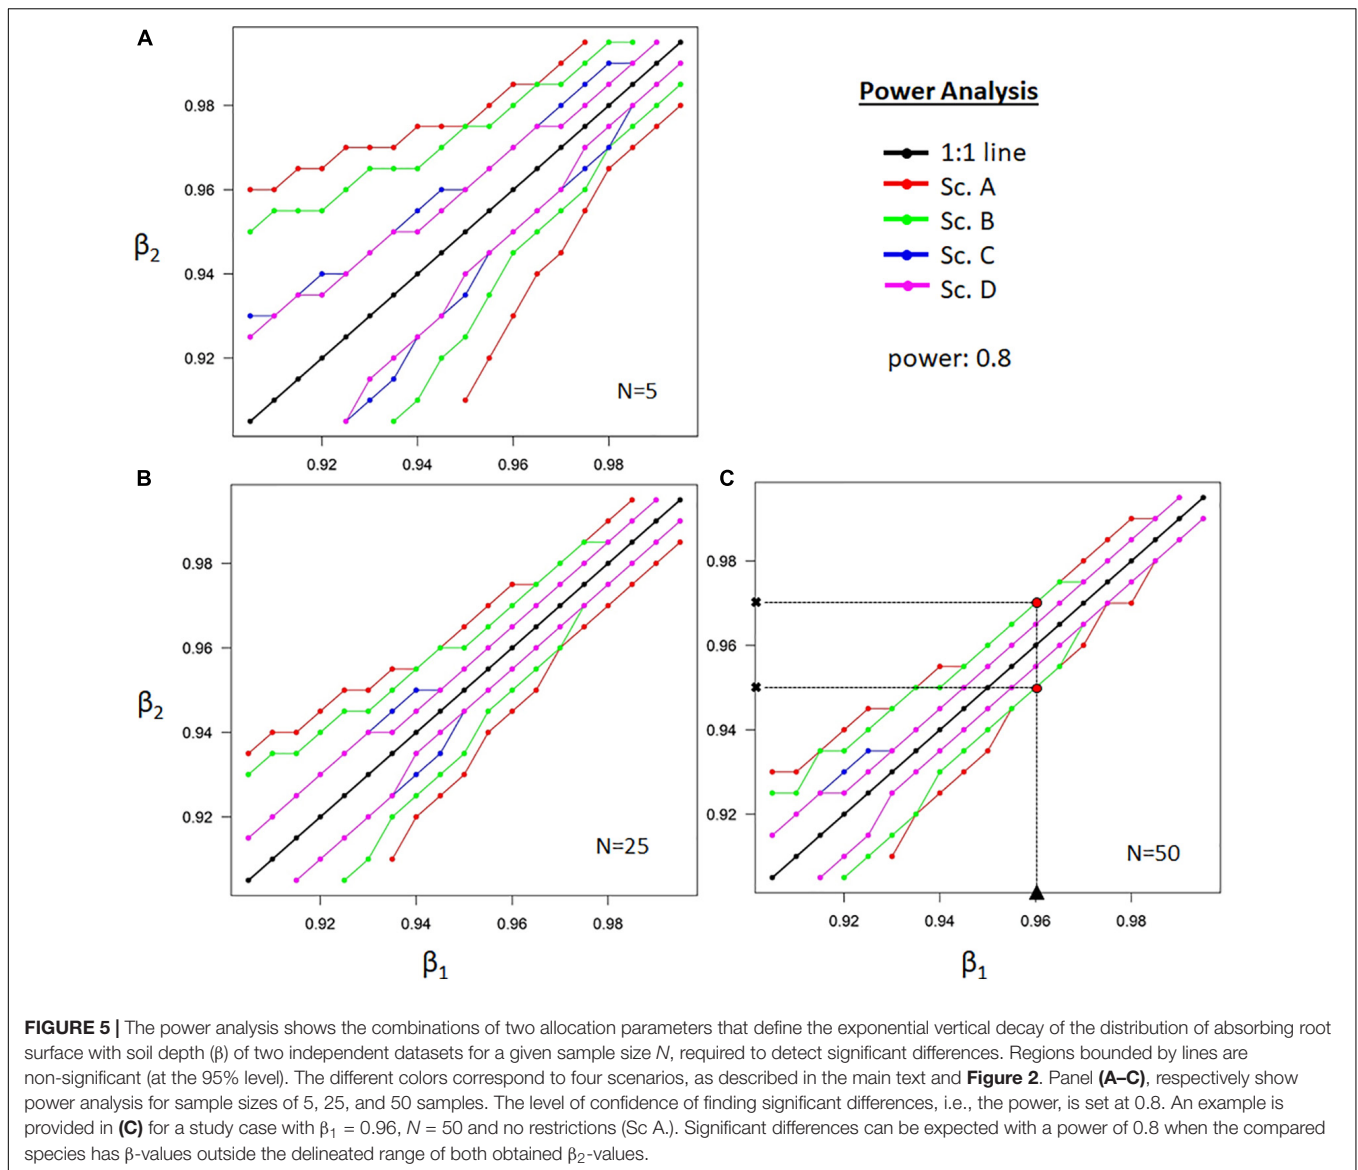 A
0.98
0.96
0.94
0.92
β2
N=5
0.92 0.94 0.96 0.98
Power Analysis
1:1 line
Sc. A
Sc. B
Sc. C
Sc. D
power: 0.8
B
0.98
0.96
0.94
0.92
β2
N=25
0.92 0.94 0.96 0.98
β1
C
0.98
0.96
0.94
0.92
N=50
0.92 0.94 0.96 0.98
β1
FIGURE 5 | The power analysis shows the combinations of two allocation parameters that define the exponential vertical decay of the distribution of absorbing root
surface with soil depth (β) of two independent datasets for a given sample size N, required to detect significant differences. Regions bounded by lines are
non-significant (at the 95% level). The different colors correspond to four scenarios, as described in the main text and Figure 2. Panel (A–C), respectively show
power analysis for sample sizes of 5, 25, and 50 samples. The level of confidence of finding significant differences, i.e., the power, is set at 0.8. An example is
provided in (C) for a study case with β1 = 0.96, N = 50 and no restrictions (Sc A.). Significant differences can be expected with a power of 0.8 when the compared
species has β-values outside the delineated range of both obtained β2-values.